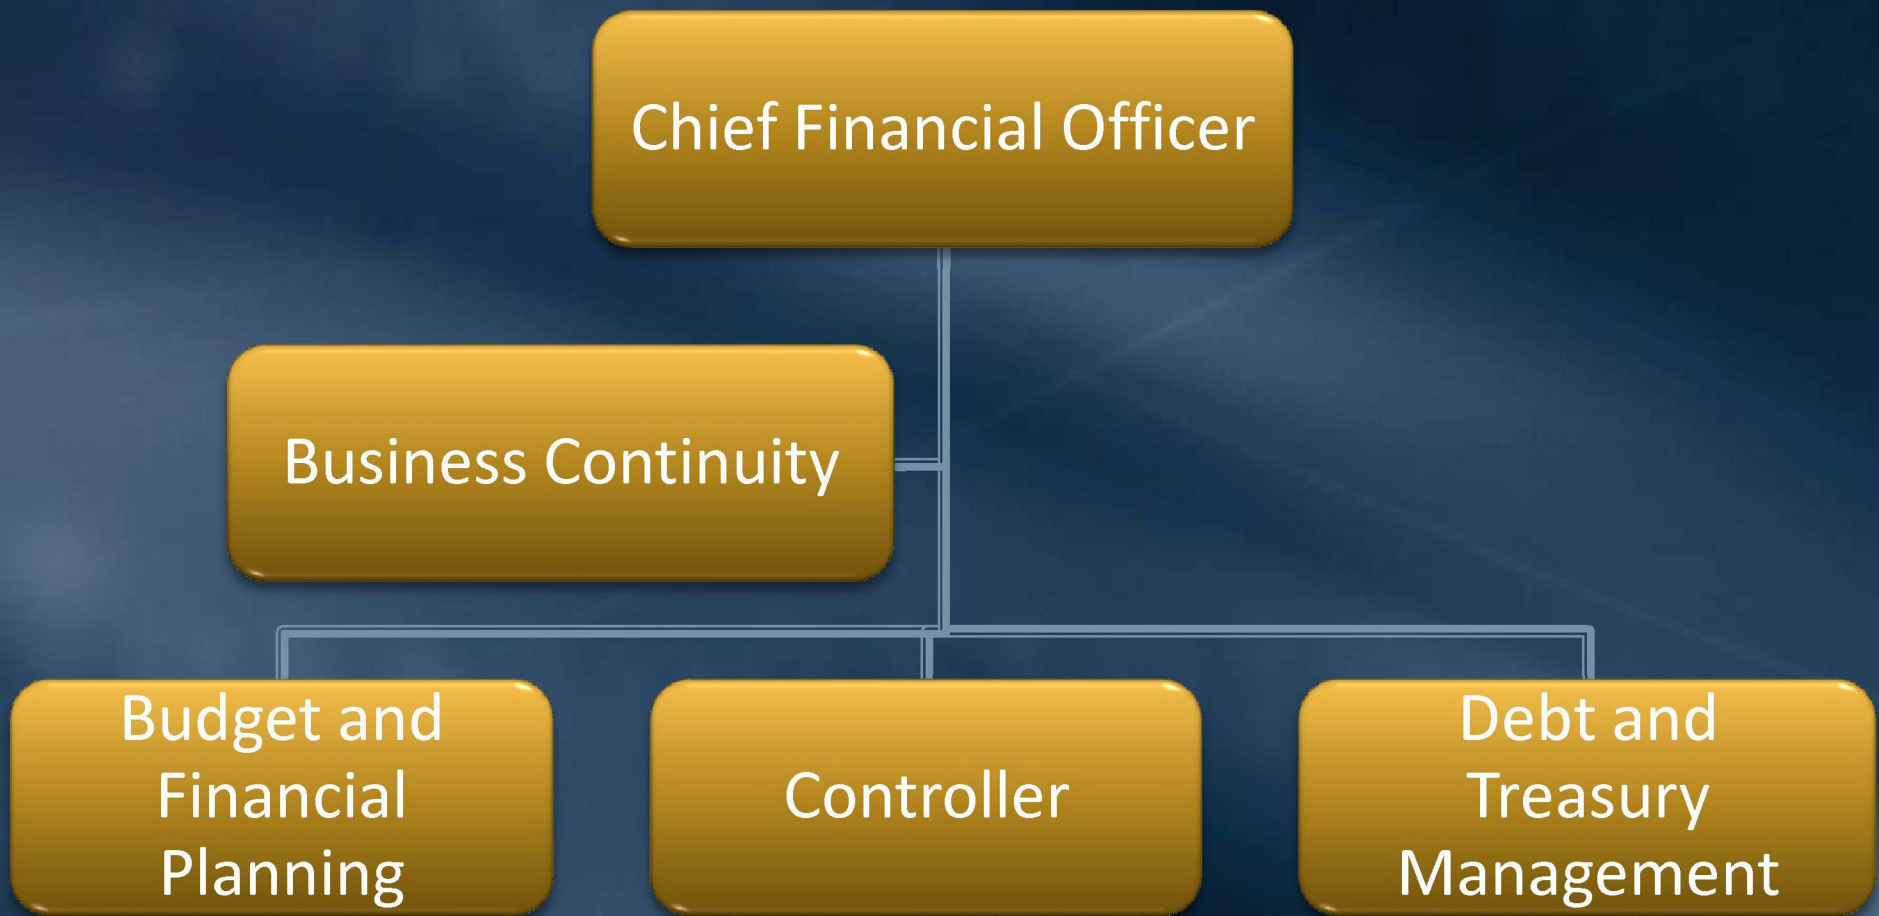 Chief Financial Officer
Business Continuity
Budget and
Financial
Planning
Controller
Debt and
Treasury
Management